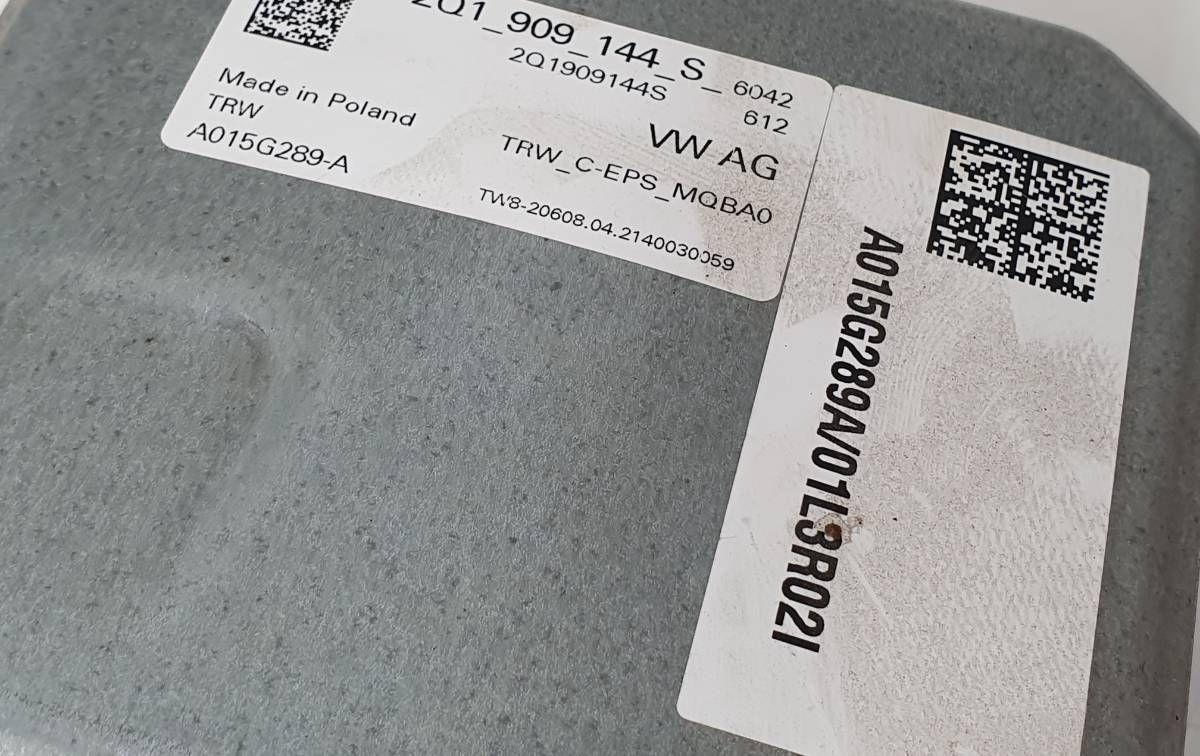 2Q1_909_144_S_ 6042
2Q1909144S 612
Made in Poland
TRW
A015G289-A
VW AG
TRW_C-EPS_MQBA0
TW8-20608.04.2140030059
A015G289A/01L3R02I